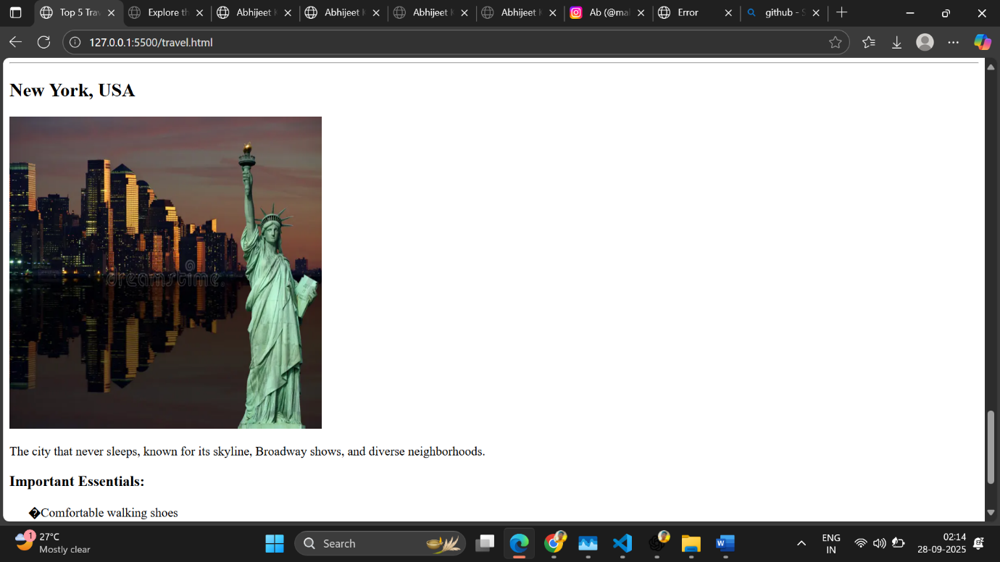 Top 5 Trav
Explore th
Abhijeet K
Abhijeet K
Abhijeet K
Abhijeet K
Ab (@mal
Error
github - S
127.0.0.1:5500/travel.html
New York, USA
dreamstime
The city that never sleeps, known for its skyline, Broadway shows, and diverse neighborhoods.
Important Essentials:
�Comfortable walking shoes
1
27°C
Mostly clear
Search
ENG
IN
02:14
28-09-2025